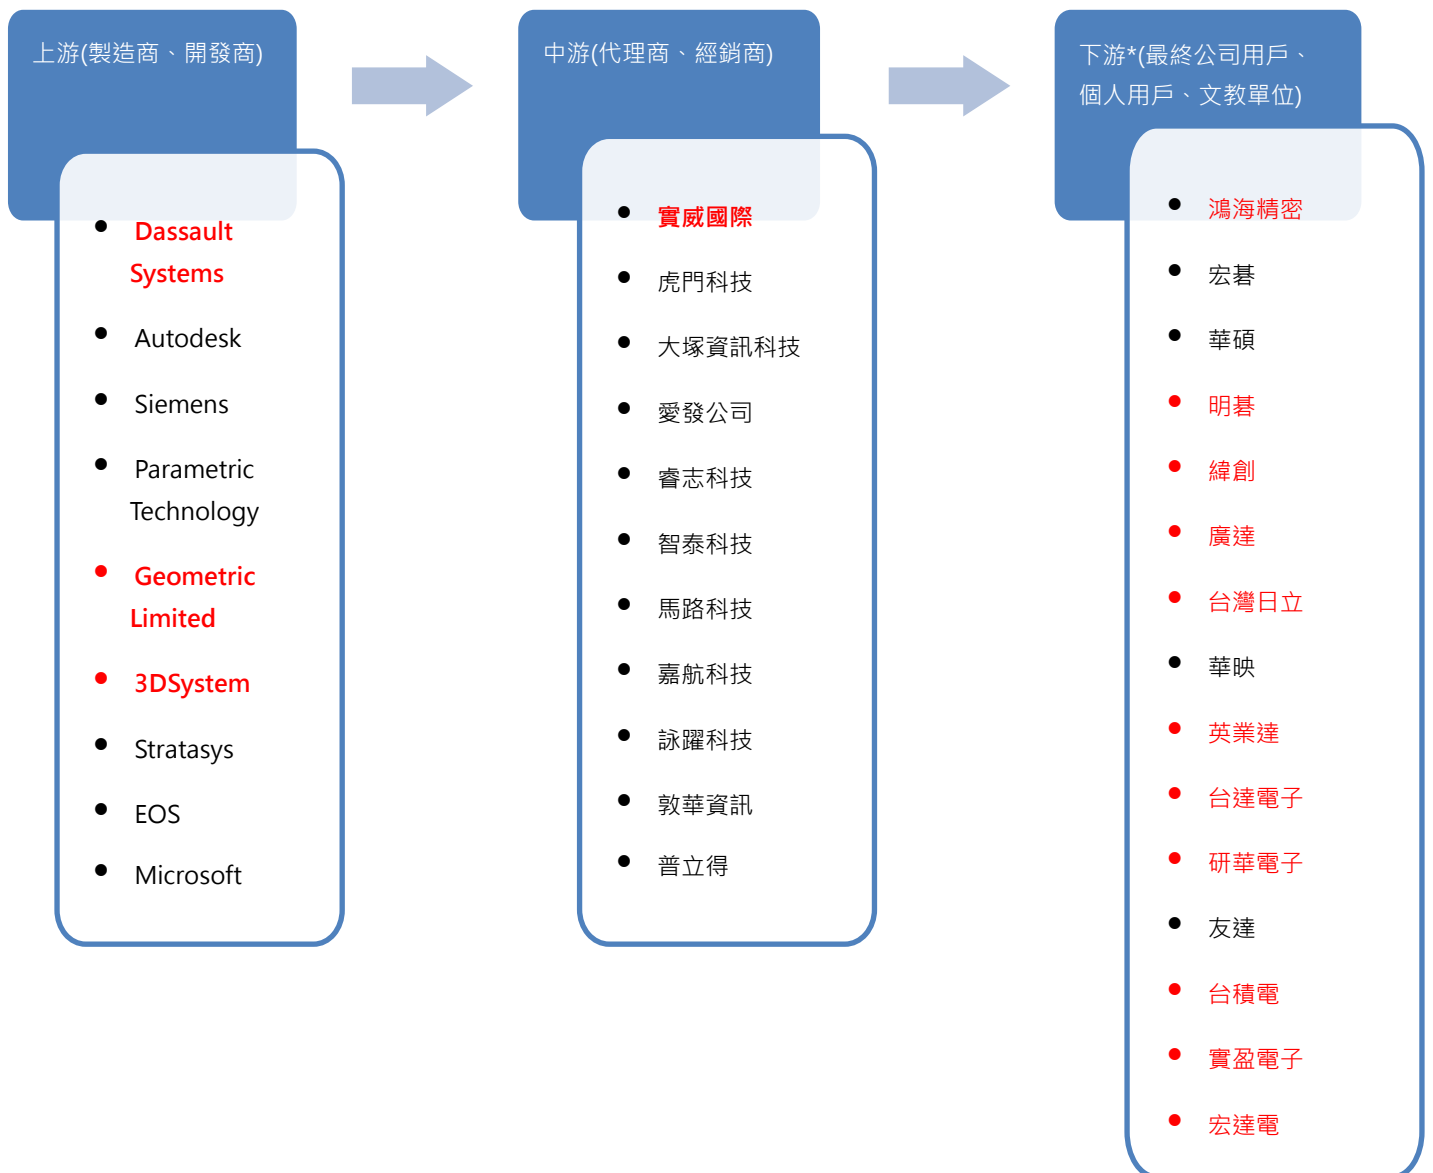 上游(製造商、開發商)
• Dassault
Systems
• Autodesk
• Siemens
• Parametric
Technology
• Geometric
Limited
• 3DSystem
• Stratasys
• EOS
• Microsoft
中游(代理商、經銷商)
• 實威國際
• 虎門科技
• 大塚資訊科技
• 愛發公司
• 睿志科技
• 智泰科技
• 馬路科技
• 嘉航科技
• 詠躍科技
• 敦華資訊
• 普立得
下游*(最終公司用戶、
個人用戶、文教單位)
• 鴻海精密
• 宏碁
• 華碩
• 明碁
• 緯創
• 廣達
• 台灣日立
• 華映
• 英業達
• 台達電子
• 研華電子
• 友達
• 台積電
• 實盈電子
• 宏達電